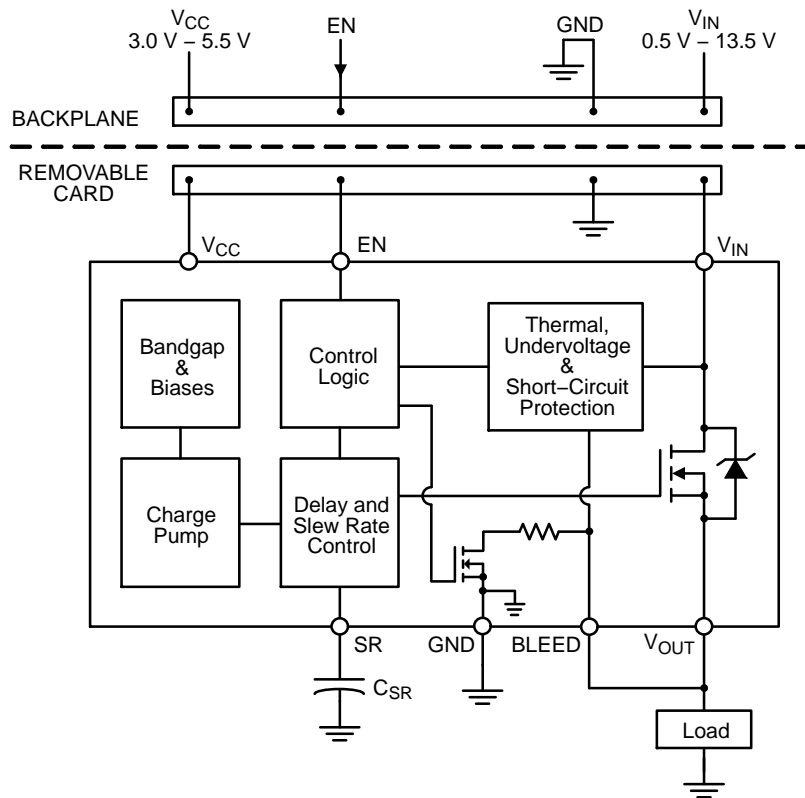 VCC
3.0 V – 5.5 V
EN
GND
VIN
0.5 V – 13.5 V
BACKPLANE
REMOVABLE
CARD
VCC
EN
VIN
Bandgap
&
Biases
Control
Logic
Thermal,
Undervoltage
&
Short–Circuit
Protection
Charge
Pump
Delay and
Slew Rate
Control
SR
GND
BLEED
VOUT
CSR
Load